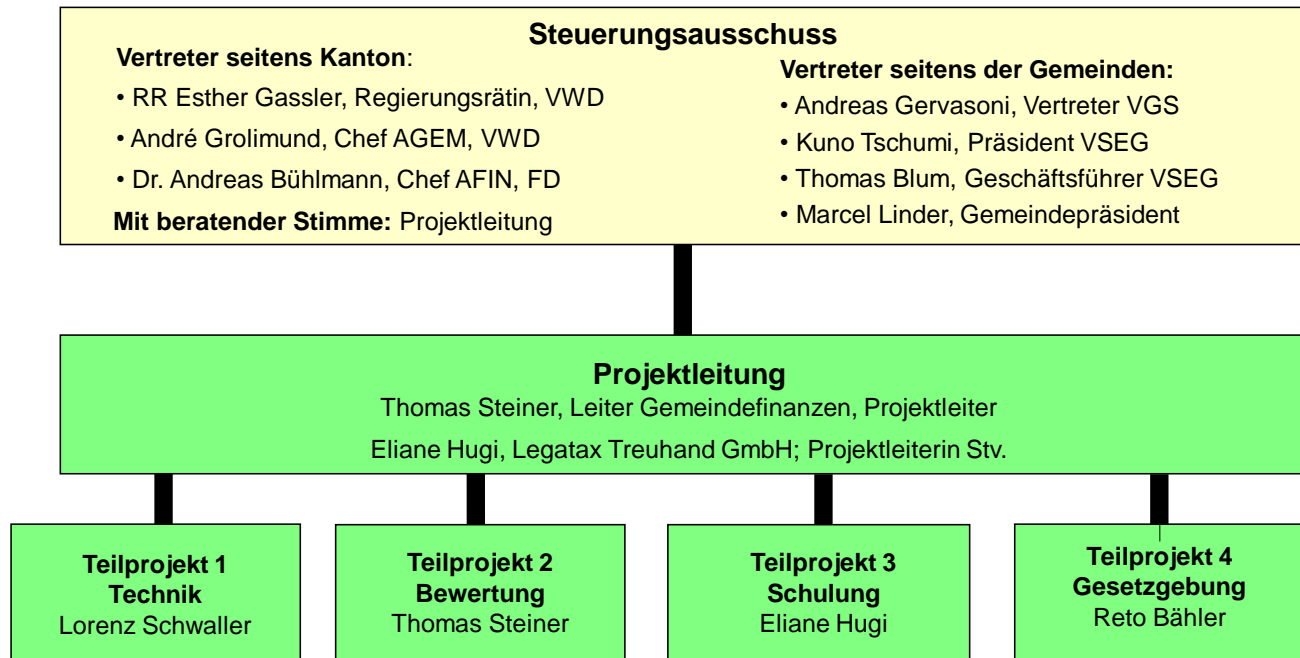 Steuerungsausschuss
Vertreter seitens Kanton:
• RR Esther Gassler, Regierungsrätin, VWD
• André Grolimund, Chef AGEM, VWD
• Dr. Andreas Bühlmann, Chef AFIN, FD
Mit beratender Stimme: Projektleitung
Vertreter seitens der Gemeinden:
• Andreas Gervasoni, Vertreter VGS
• Kuno Tschumi, Präsident VSEG
• Thomas Blum, Geschäftsführer VSEG
• Marcel Linder, Gemeindepräsident
Projektleitung
Thomas Steiner, Leiter Gemeindefinanzen, Projektleiter
Eliane Hugi, Legatax Treuhand GmbH; Projektleiterin Stv.
Teilprojekt 1
Technik
Lorenz Schwaller
Teilprojekt 2
Bewertung
Thomas Steiner
Teilprojekt 3
Schulung
Eliane Hugi
Teilprojekt 4
Gesetzgebung
Reto Bähler